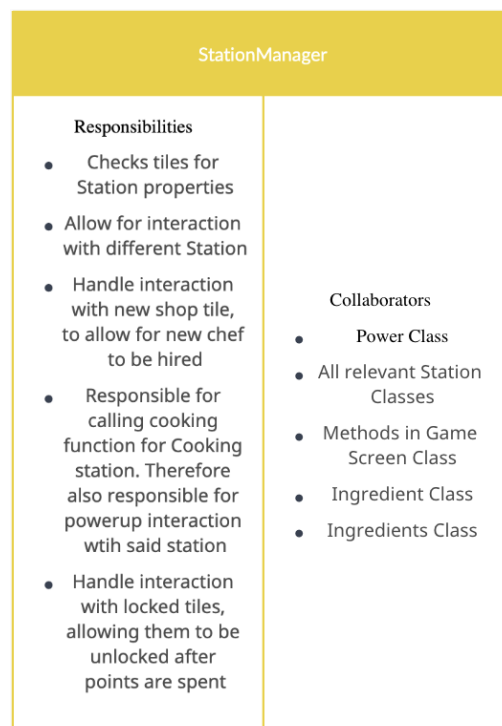 StationManager
Responsibilities
• Checks tiles for
Station properties
• Allow for interaction
with different Station
• Handle interaction
with new shop tile,
to allow for new chef
to be hired
• Responsible for
calling cooking
function for Cooking
station. Therefore
also responsible for
powerup interaction
wtih said station
• Handle interaction
with locked tiles,
allowing them to be
unlocked after
points are spent
Collaborators
• Power Class
• All relevant Station
Classes
• Methods in Game
Screen Class
• Ingredient Class
• Ingredients Class